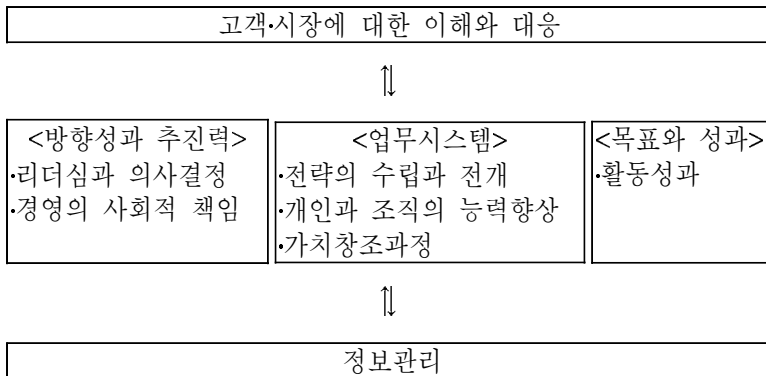 고객·시장에 대한 이해와 대응
⇅
<방향성과 추진력>
·리더심과 의사결정
·경영의 사회적 책임
<업무시스템>
·전략의 수립과 전개
·개인과 조직의 능력향상
·가치창조과정
<목표와 성과>
·활동성과
⇅
정보관리